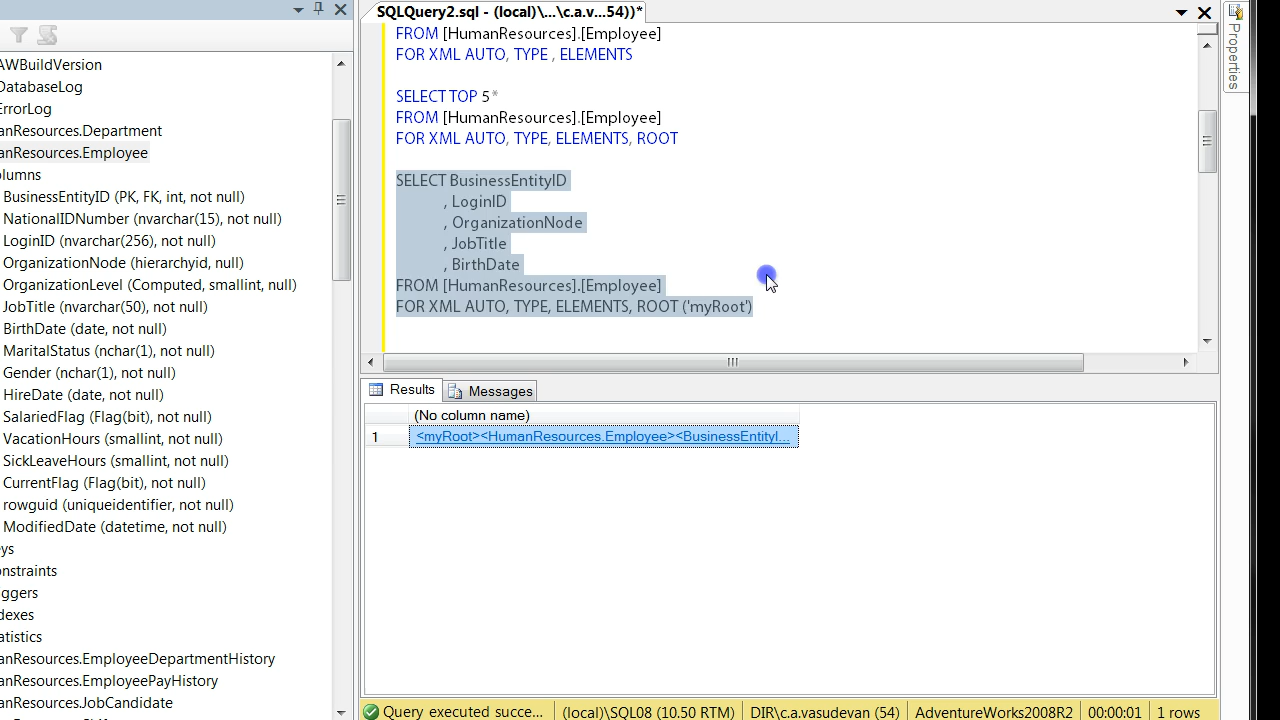 AWBuildVersion
DatabaseLog
ErrorLog
anResources.Department
anResources.Employee
lumns
BusinessEntityID (PK, FK, int, not null)
NationalIDNumber (nvarchar(15), not null)
LoginID (nvarchar(256), not null)
OrganizationNode (hierarchyid, null)
OrganizationLevel (Computed, smallint, null)
JobTitle (nvarchar(50), not null)
BirthDate (date, not null)
MaritalStatus (nchar(1), not null)
Gender (nchar(1), not null)
HireDate (date, not null)
SalariedFlag (Flag(bit), not null)
VacationHours (smallint, not null)
SickLeaveHours (smallint, not null)
CurrentFlag (Flag(bit), not null)
rowguid (uniqueidentifier, not null)
ModifiedDate (datetime, not null)
ys
onstraints
iggers
dexes
atistics
anResources.EmployeeDepartmentHistory
anResources.EmployeePayHistory
anResources.JobCandidate
SQLQuery2.sql - (local)\...\c.a.v...54))*
FROM [HumanResources].[Employee]
FOR XML AUTO, TYPE , ELEMENTS
SELECT TOP 5*
FROM [HumanResources].[Employee]
FOR XML AUTO, TYPE, ELEMENTS, ROOT
SELECT BusinessEntityID
, LoginID
, OrganizationNode
, JobTitle
, BirthDate
FROM [HumanResources].[Employee]
FOR XML AUTO, TYPE, ELEMENTS, ROOT ('myRoot')
Results Messages
(No column name)
1 <myRoot><HumanResources.Employee><BusinessEntityI...
Query executed succe... (local)\SQL08 (10.50 RTM) DIR\c.a.vasudevan (54) AdventureWorks2008R2 00:00:01 1 rows
Properties